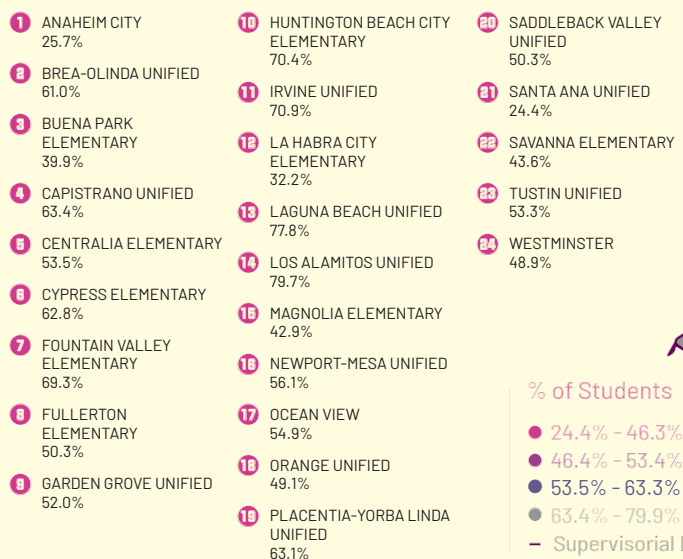 1 ANAHEIM CITY
25.7%
2 BREA-OLINDA UNIFIED
61.0%
3 BUENA PARK
ELEMENTARY
39.9%
4 CAPISTRANO UNIFIED
63.4%
5 CENTRALIA ELEMENTARY
53.5%
6 CYPRESS ELEMENTARY
62.8%
7 FOUNTAIN VALLEY
ELEMENTARY
69.3%
8 FULLERTON
ELEMENTARY
50.3%
9 GARDEN GROVE UNIFIED
52.0%
10 HUNTINGTON BEACH CITY
ELEMENTARY
70.4%
11 IRVINE UNIFIED
70.9%
12 LA HABRA CITY
ELEMENTARY
32.2%
13 LAGUNA BEACH UNIFIED
77.8%
14 LOS ALAMITOS UNIFIED
79.7%
15 MAGNOLIA ELEMENTARY
42.9%
16 NEWPORT-MESA UNIFIED
56.1%
17 OCEAN VIEW
54.9%
18 ORANGE UNIFIED
49.1%
19 PLACENTIA-YORBA LINDA
UNIFIED
63.1%
20 SADDLEBACK VALLEY
UNIFIED
50.3%
21 SANTA ANA UNIFIED
24.4%
22 SAVANNA ELEMENTARY
43.6%
23 TUSTIN UNIFIED
53.3%
24 WESTMINSTER
48.9%
% of Students
24.4% - 46.3%
46.4% - 53.4%
53.5% - 63.3%
63.4% - 79.9%
Supervisorial